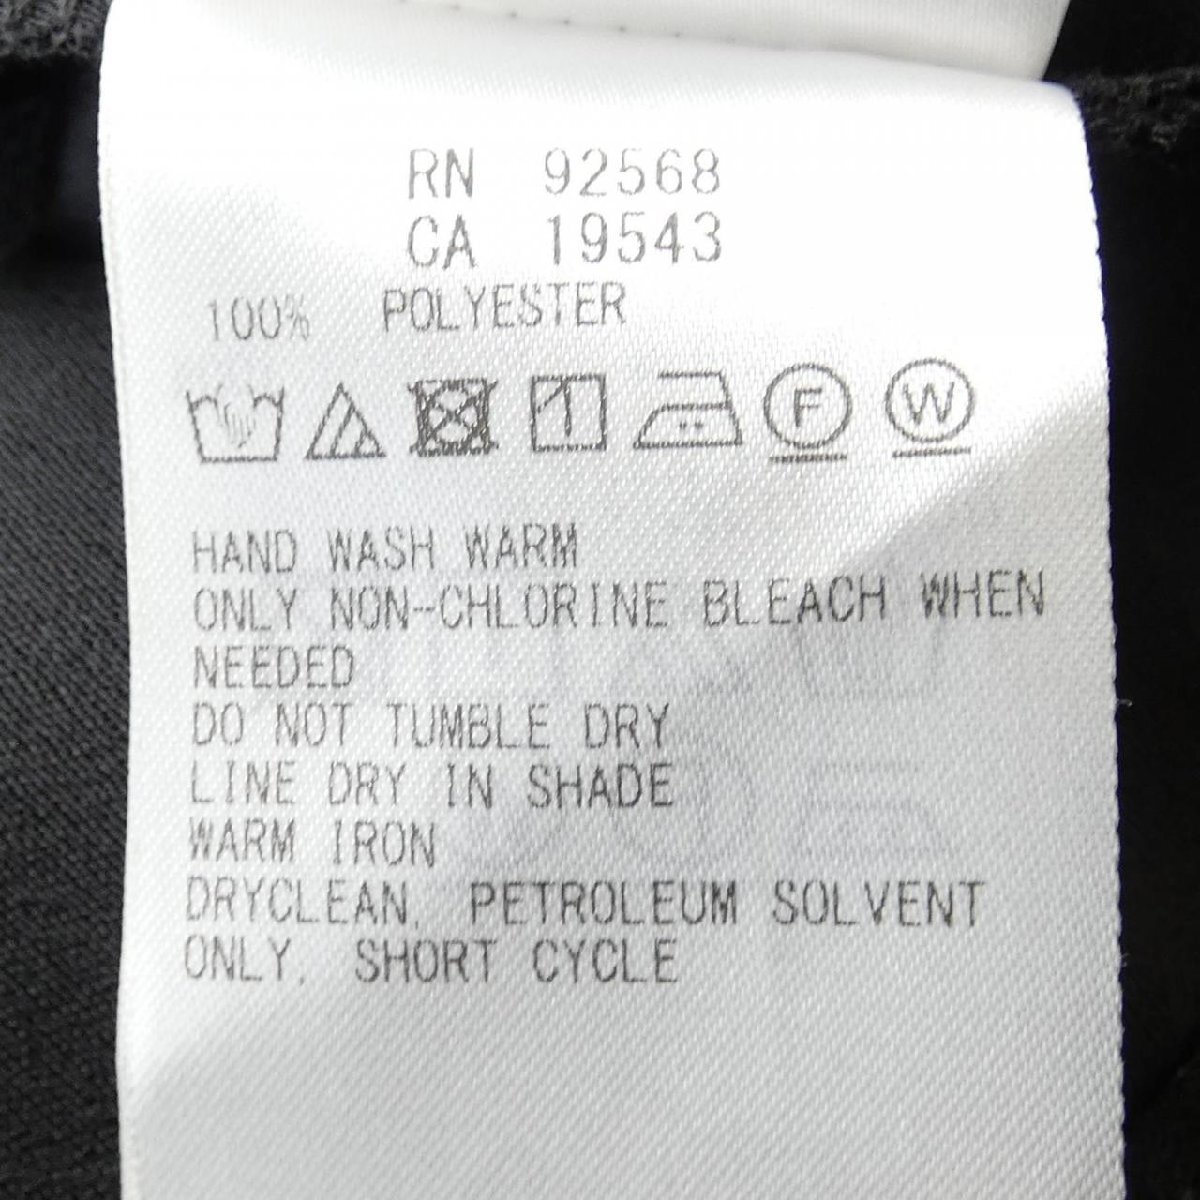 RN 92568
CA 19543
100% POLYESTER
F W
HAND WASH WARM
ONLY NON-CHLORINE BLEACH WHEN
NEEDED
DO NOT TUMBLE DRY
LINE DRY IN SHADE
WARM IRON
DRYCLEAN, PETROLEUM SOLVENT
ONLY, SHORT CYCLE